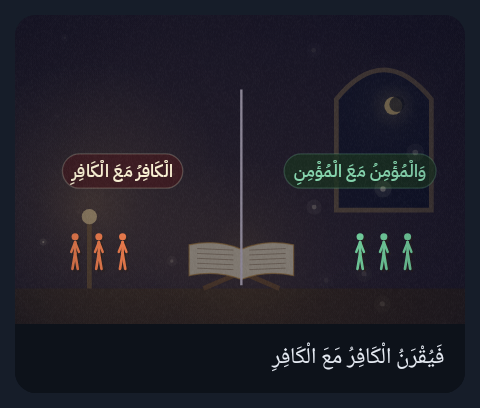 وَالْمُؤْمِنُ مَعَ الْمُؤْمِنِ
الْكَافِرُ مَعَ الْكَافِرِ
فَيُقْرَنُ الْكَافِرُ مَعَ الْكَافِرِ